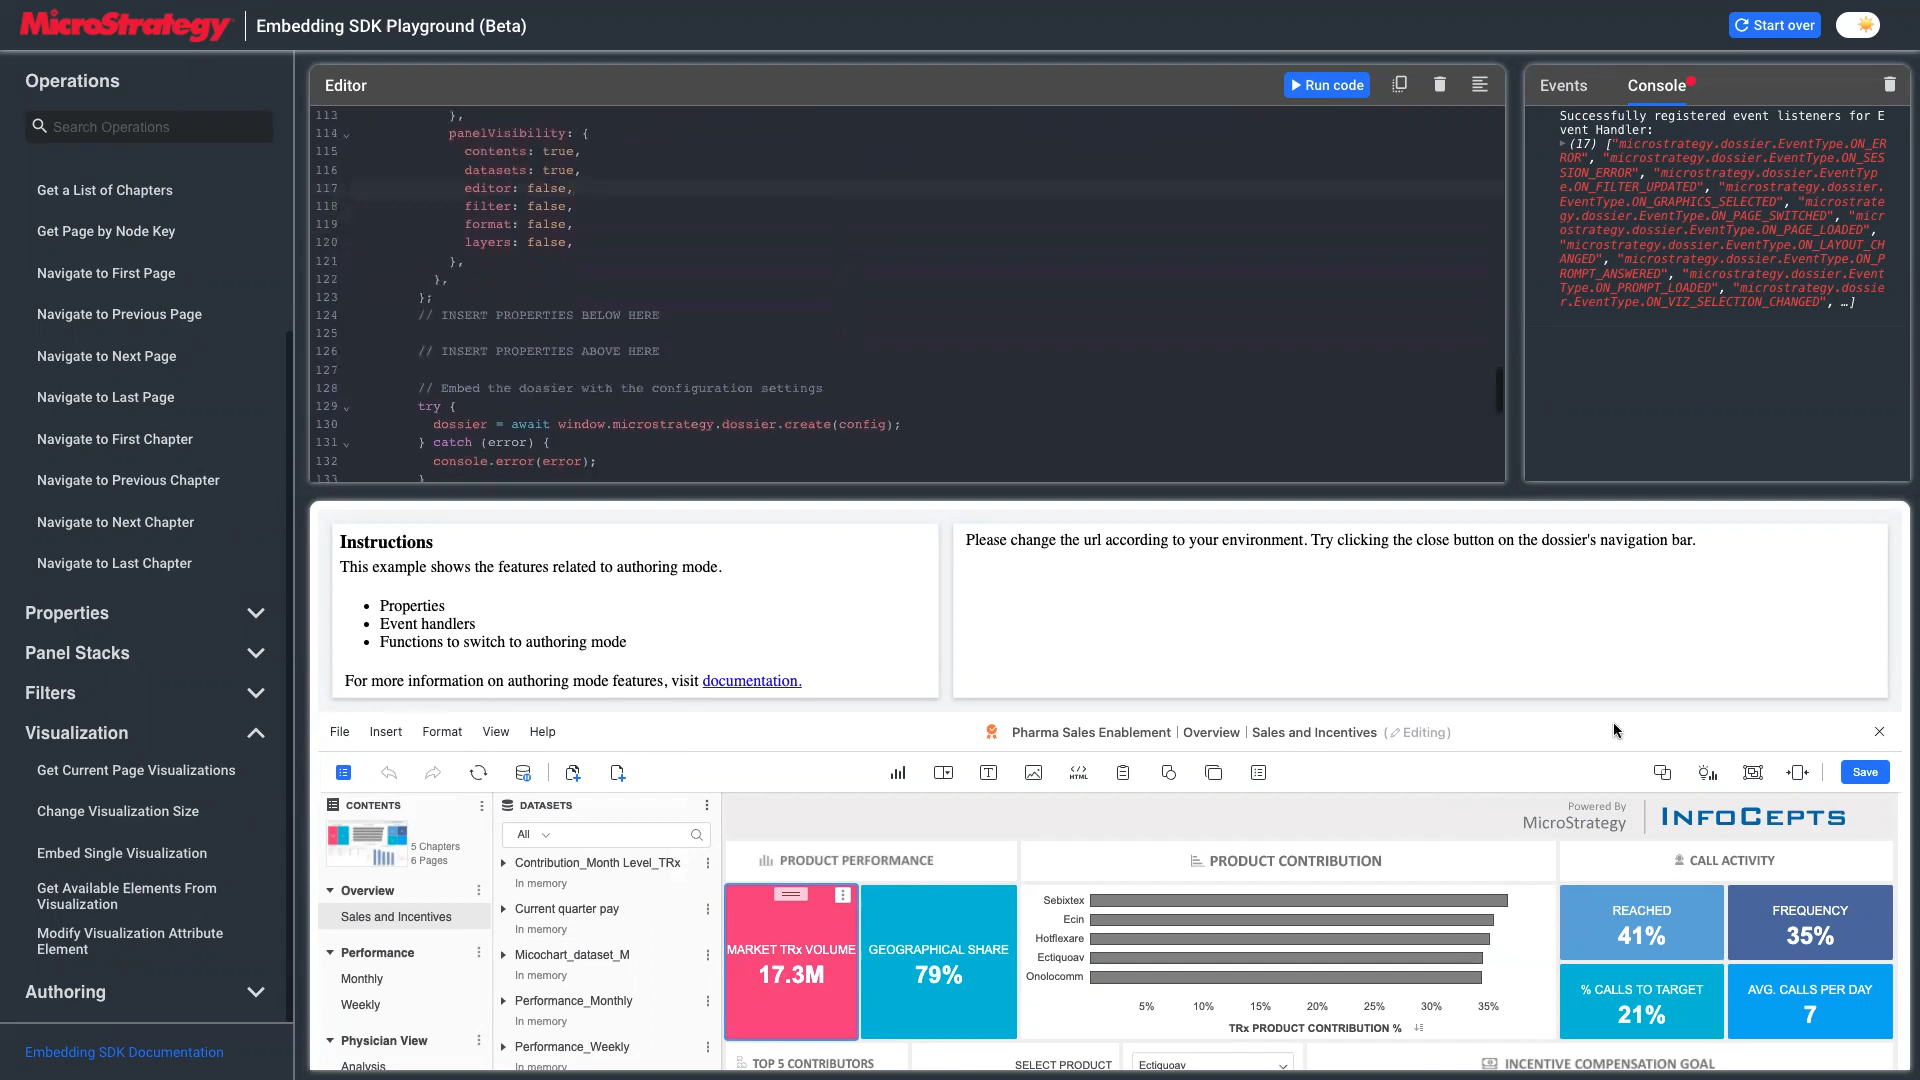 MicroStrategy
Embedding SDK Playground (Beta)
Start over
Operations
Search Operations
Get a List of Chapters
Get Page by Node Key
Navigate to First Page
Navigate to Previous Page
Navigate to Next Page
Navigate to Last Page
Navigate to First Chapter
Navigate to Previous Chapter
Navigate to Next Chapter
Navigate to Last Chapter
Properties
Panel Stacks
Filters
Visualization
Get Current Page Visualizations
Change Visualization Size
Embed Single Visualization
Get Available Elements From
Visualization
Modify Visualization Attribute
Element
Authoring
Embedding SDK Documentation
Editor
Run code
113 },
114 panelVisibility: {
115 contents: true,
116 datasets: true,
117 editor: false,
118 filter: false,
119 format: false,
120 layers: false,
121 },
122 },
123 };
124 // INSERT PROPERTIES BELOW HERE
125
126 // INSERT PROPERTIES ABOVE HERE
127
128 // Embed the dossier with the configuration settings
129 try {
130 dossier = await window.microstrategy.dossier.create(config);
131 } catch (error) {
132 console.error(error);
133 }
Events
Console
Successfully registered event listeners for E
vent Handler:
(17) ["microstrategy.dossier.EventType.ON_ER
ROR", "microstrategy.dossier.EventType.ON_SES
SION_ERROR", "microstrategy.dossier.EventTyp
e.ON_FILTER_UPDATED", "microstrategy.dossier.
EventType.ON_GRAPHICS_SELECTED", "microstrate
gy.dossier.EventType.ON_PAGE_SWITCHED", "micr
ostrategy.dossier.EventType.ON_PAGE_LOADED",
"microstrategy.dossier.EventType.ON_LAYOUT_CH
ANGED", "microstrategy.dossier.EventType.ON_P
ROMPT_ANSWERED", "microstrategy.dossier.Event
Type.ON_PROMPT_LOADED", "microstrategy.dossie
r.EventType.ON_VIZ_SELECTION_CHANGED", …]
Instructions
This example shows the features related to authoring mode.
• Properties
• Event handlers
• Functions to switch to authoring mode
For more information on authoring mode features, visit documentation.
Please change the url according to your environment. Try clicking the close button on the dossier's navigation bar.
File Insert Format View Help
Pharma Sales Enablement | Overview | Sales and Incentives (Editing)
HTML
Save
CONTENTS
5 Chapters
6 Pages
Overview
Sales and Incentives
Performance
Monthly
Weekly
Physician View
Analysis
DATASETS
All
Contribution_Month Level_TRx
In memory
Current quarter pay
In memory
Micochart_dataset_M
In memory
Performance_Monthly
In memory
Performance_Weekly
In memory
Powered By
MicroStrategy
INFOCEPTS
PRODUCT PERFORMANCE
PRODUCT CONTRIBUTION
CALL ACTIVITY
MARKET TRx VOLUME
17.3M
GEOGRAPHICAL SHARE
79%
Sebixtex
Ecin
Hotflexare
Ectiquoav
Onolocomm
5% 10% 15% 20% 25% 30% 35%
TRx PRODUCT CONTRIBUTION %
REACHED
41%
FREQUENCY
35%
% CALLS TO TARGET
21%
AVG. CALLS PER DAY
7
TOP 5 CONTRIBUTORS
SELECT PRODUCT
Ectiquoav
INCENTIVE COMPENSATION GOAL